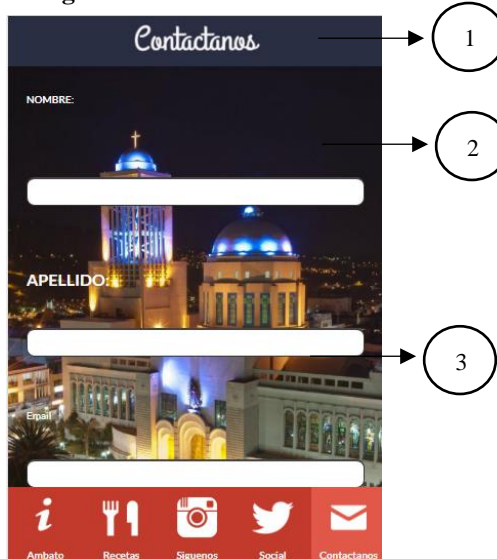 Contactanos
1
NOMBRE:
2
APELLIDO:
3
Email
Ambato Recetas Siguenos Social Contactanos